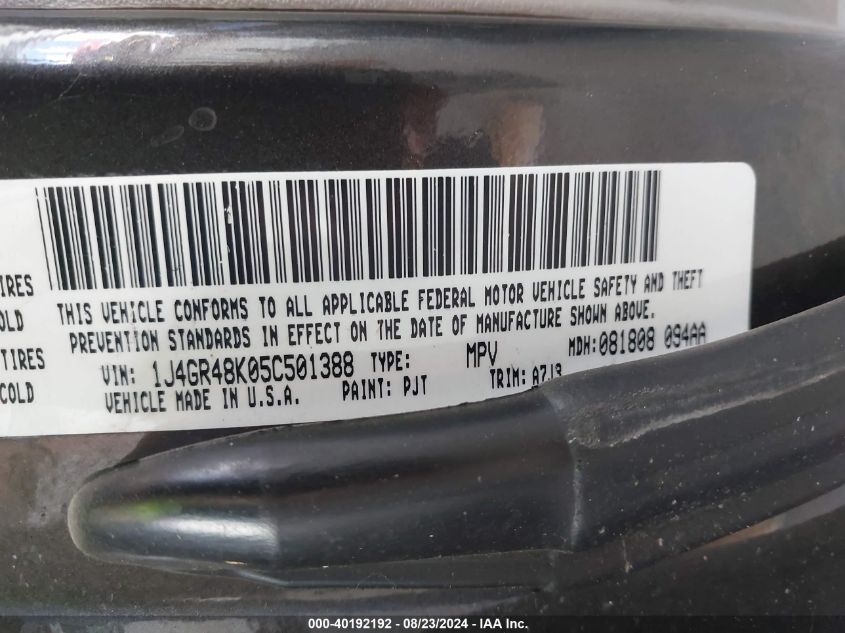 IRES
OLD
TIRES
COLD
THIS VEHICLE CONFORMS TO ALL APPLICABLE FEDERAL MOTOR VEHICLE SAFETY AND THEFT
PREVENTION STANDARDS IN EFFECT ON THE DATE OF MANUFACTURE SHOWN ABOVE.
VIN: 1J4GR48K05C501388 TYPE: MPV MDH: 081808 094AA
VEHICLE MADE IN U.S.A. PAINT: PJT TRIM: A7J3
000-40192192 - 08/23/2024 - IAA Inc.